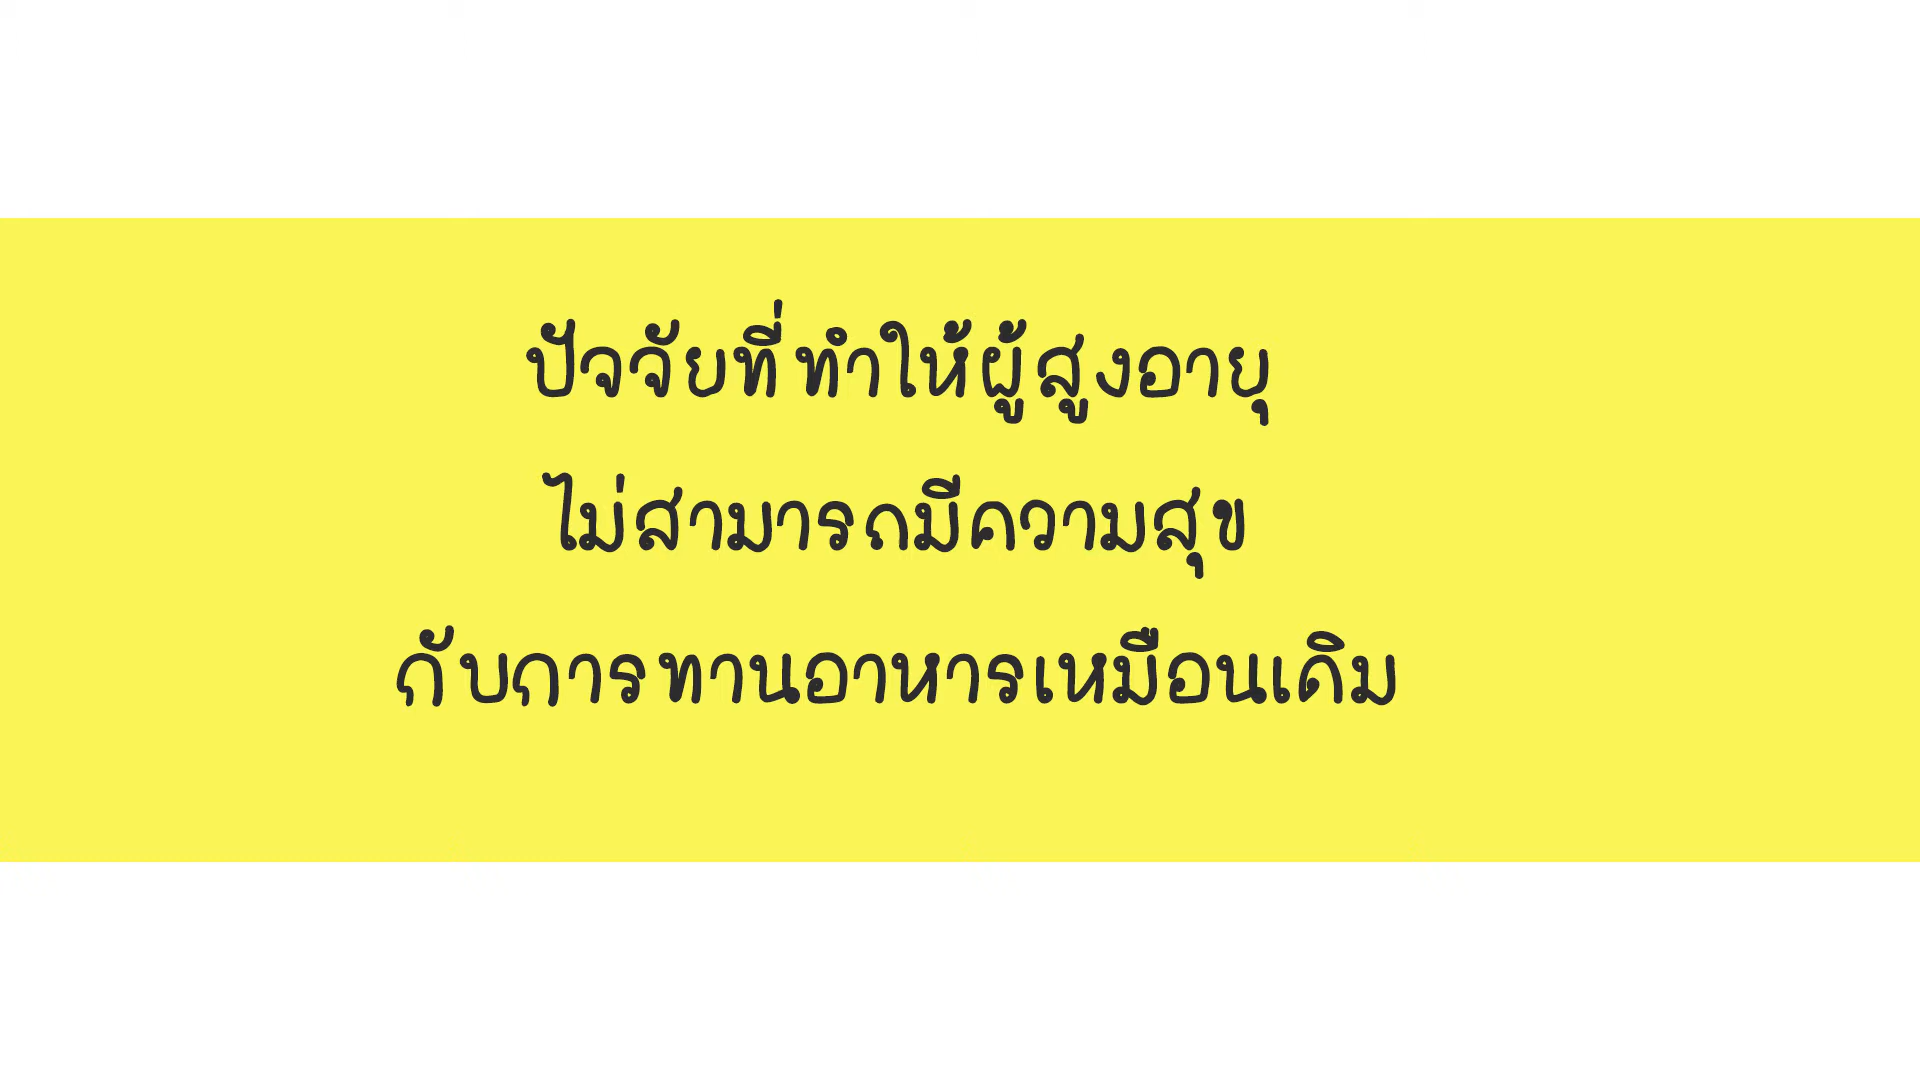 ปัจจัยที่ทำให้ผู้สูงอายุ
ไม่สามารถมีความสุข
กับการทานอาหารเหมือนเดิม